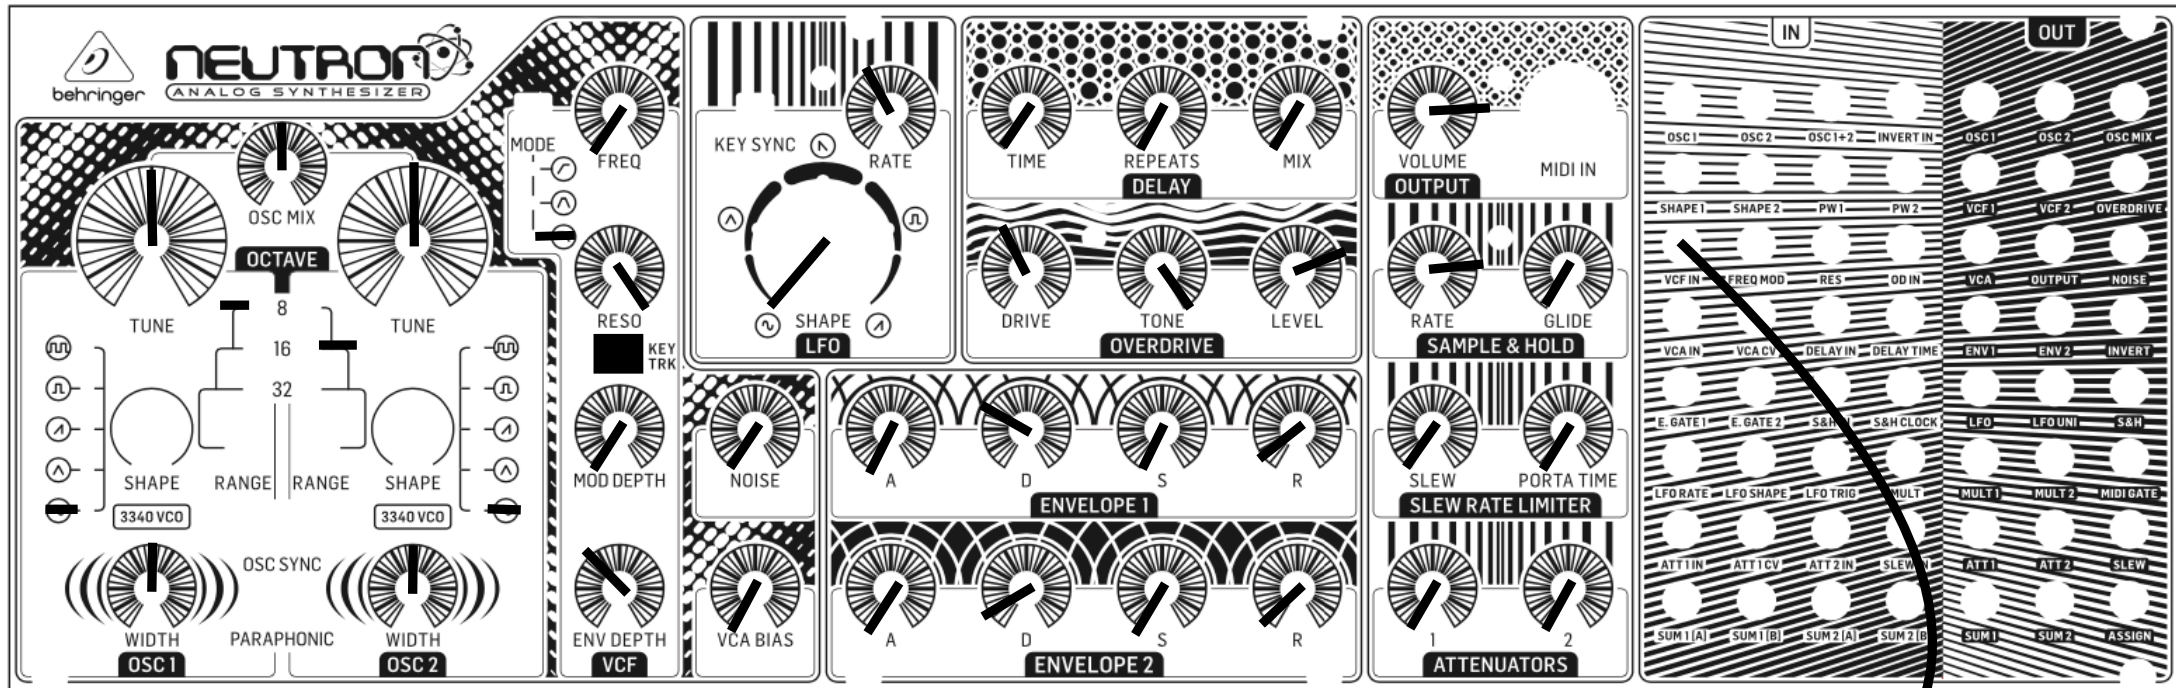 behringer
NEUTRON
ANALOG SYNTHESIZER
OSC MIX
OCTAVE
TUNE
TUNE
8
16
32
SHAPE
RANGE
RANGE
SHAPE
3340 VCO
3340 VCO
OSC SYNC
WIDTH
PARAPHONIC
WIDTH
OSC 1
OSC 2
MODE
FREQ
RESO
KEY
TRK
MOD DEPTH
ENV DEPTH
VCF
KEY SYNC
RATE
SHAPE
LFO
NOISE
VCA BIAS
TIME
REPEATS
MIX
DELAY
DRIVE
TONE
LEVEL
OVERDRIVE
A
D
S
R
ENVELOPE 1
A
D
S
R
ENVELOPE 2
VOLUME
MIDI IN
OUTPUT
RATE
GLIDE
SAMPLE & HOLD
SLEW
PORTA TIME
SLEW RATE LIMITER
1
2
ATTENUATORS
IN
OSC 1 OSC 2 OSC 1+2 INVERT IN
SHAPE 1 SHAPE 2 PW 1 PW 2
VCF IN FREQ MOD RES OD IN
VCA IN VCA CV DELAY IN DELAY TIME
E. GATE 1 E. GATE 2 S&H IN S&H CLOCK
LFO RATE LFO SHAPE LFO TRIG MULT
ATT 1 IN ATT 1 CV ATT 2 IN SLEW IN
SUM 1 [A] SUM 1 [B] SUM 2 [A] SUM 2 [B]
OUT
OSC 1 OSC 2 OSC MIX
VCF 1 VCF 2 OVERDRIVE
VCA OUTPUT NOISE
ENV 1 ENV 2 INVERT
LFO LFO UNI S&H
MULT 1 MULT 2 MIDI GATE
ATT 1 ATT 2 SLEW
SUM 1 SUM 2 ASSIGN